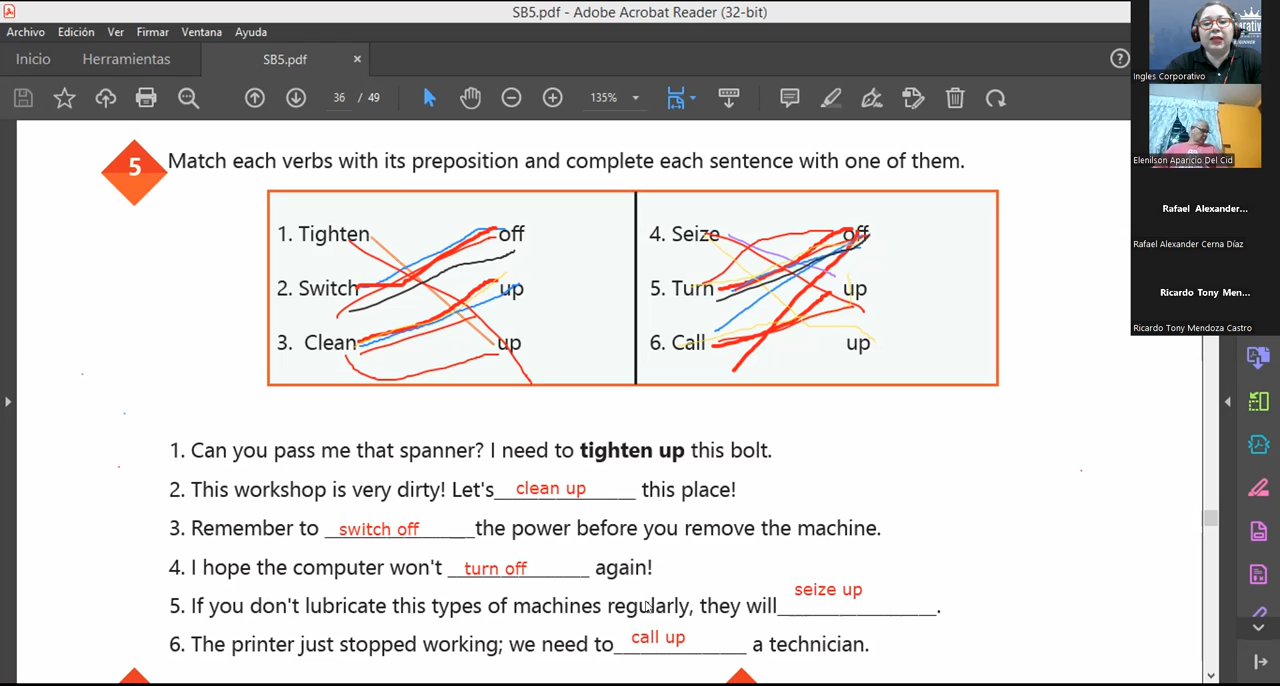 SB5.pdf - Adobe Acrobat Reader (32-bit)
Archivo Edición Ver Firmar Ventana Ayuda
Inicio Herramientas SB5.pdf ×
36 / 49 135%
5 Match each verbs with its preposition and complete each sentence with one of them.
1. Tighten off
2. Switch up
3. Clean up
4. Seize off
5. Turn up
6. Call up
1. Can you pass me that spanner? I need to tighten up this bolt.
2. This workshop is very dirty! Let's clean up this place!
3. Remember to switch off the power before you remove the machine.
4. I hope the computer won't turn off again!
5. If you don't lubricate this types of machines regularly, they will seize up.
6. The printer just stopped working; we need to call up a technician.
Ingles Corporativo
Elenilson Aparicio Del Cid
Rafael Alexander...
Rafael Alexander Cerna Díaz
Ricardo Tony Men...
Ricardo Tony Mendoza Castro